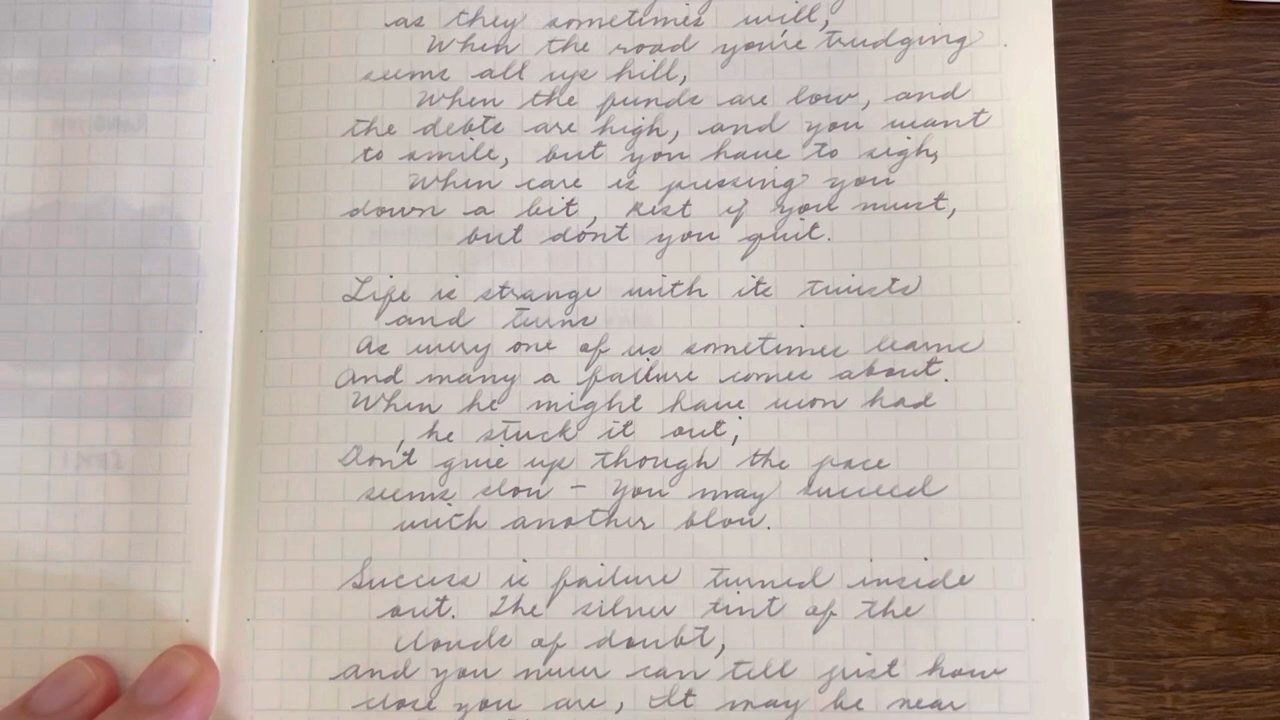 as they sometimes will,
When the road you're trudging
seems all up hill,
When the funds are low, and
the debts are high, and you want
to smile, but you have to sigh,
When care is pressing you
down a bit, Rest if you must,
but don't you quit.
Life is strange with its twists
and turns
As every one of us sometimes learns
And many a failure comes about.
When he might have won had
he stuck it out;
Don't give up though the pace
seems slow - you may succeed
with another blow.
Success is failure turned inside
out. The silver tint of the
clouds of doubt,
and you never can tell just how
close you are, It may be near